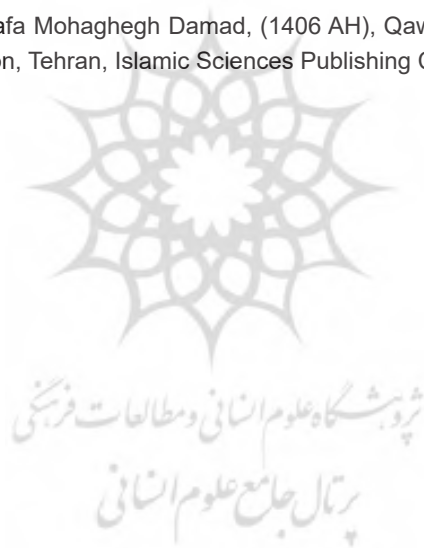 afa Mohaghegh Damad, (1406 AH), Qaw
on, Tehran, Islamic Sciences Publishing
پژوهشگاه علوم انسانی و مطالعات فرهنگی
پرتال جامع علوم انسانی